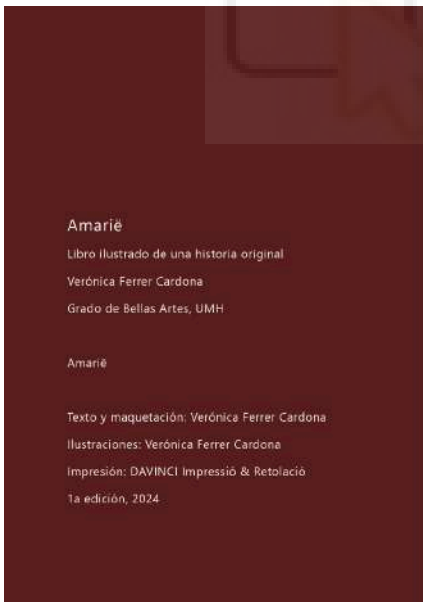 Amarië
Libro ilustrado de una historia original
Verónica Ferrer Cardona
Grado de Bellas Artes, UMH
Amarië
Texto y maquetación: Verónica Ferrer Cardona
Ilustraciones: Verónica Ferrer Cardona
Impresión: DAVINCI Impressió & Retolació
1a edición, 2024